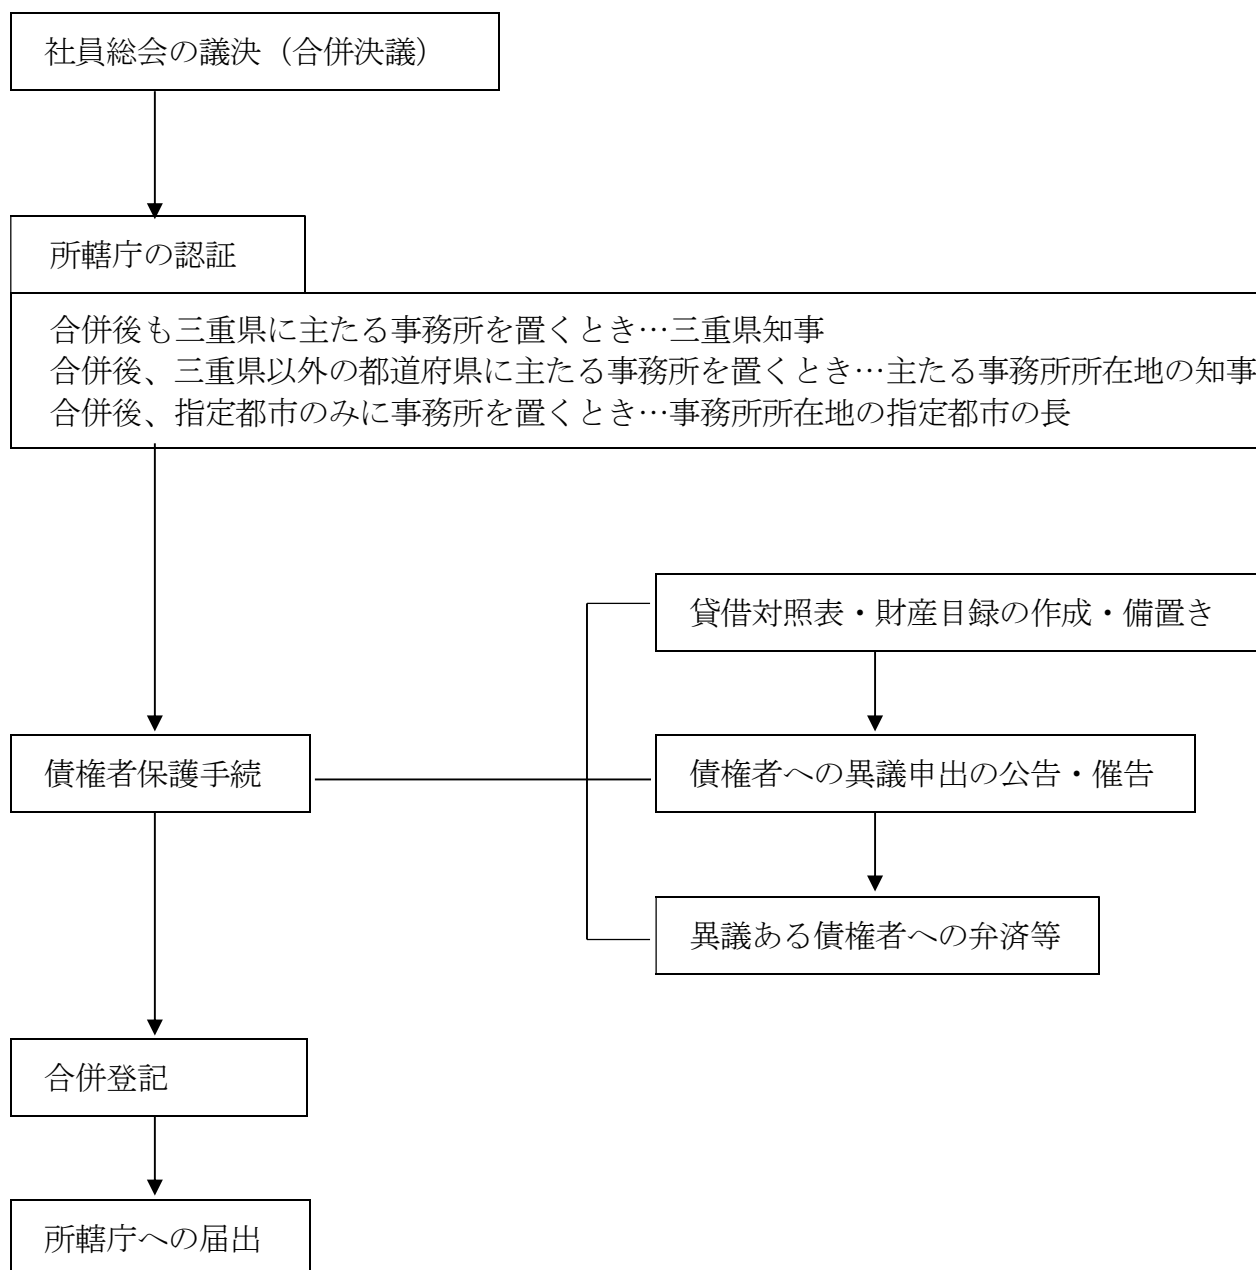 社員総会の議決（合併決議）
所轄庁の認証
合併後も三重県に主たる事務所を置くとき…三重県知事
合併後、三重県以外の都道府県に主たる事務所を置くとき…主たる事務所所在地の知事
合併後、指定都市のみに事務所を置くとき…事務所所在地の指定都市の長
貸借対照表・財産目録の作成・備置き
債権者保護手続
債権者への異議申出の公告・催告
異議ある債権者への弁済等
合併登記
所轄庁への届出